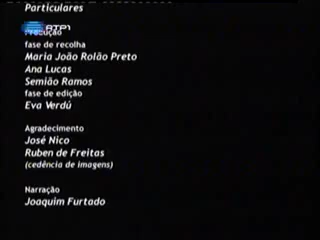 Particulares
RTP1
Produção
fase de recolha
Maria João Rolão Preto
Ana Lucas
Semião Ramos
fase de edição
Eva Verdú
Agradecimento
José Nico
Ruben de Freitas
(cedência de imagens)
Narração
Joaquim Furtado